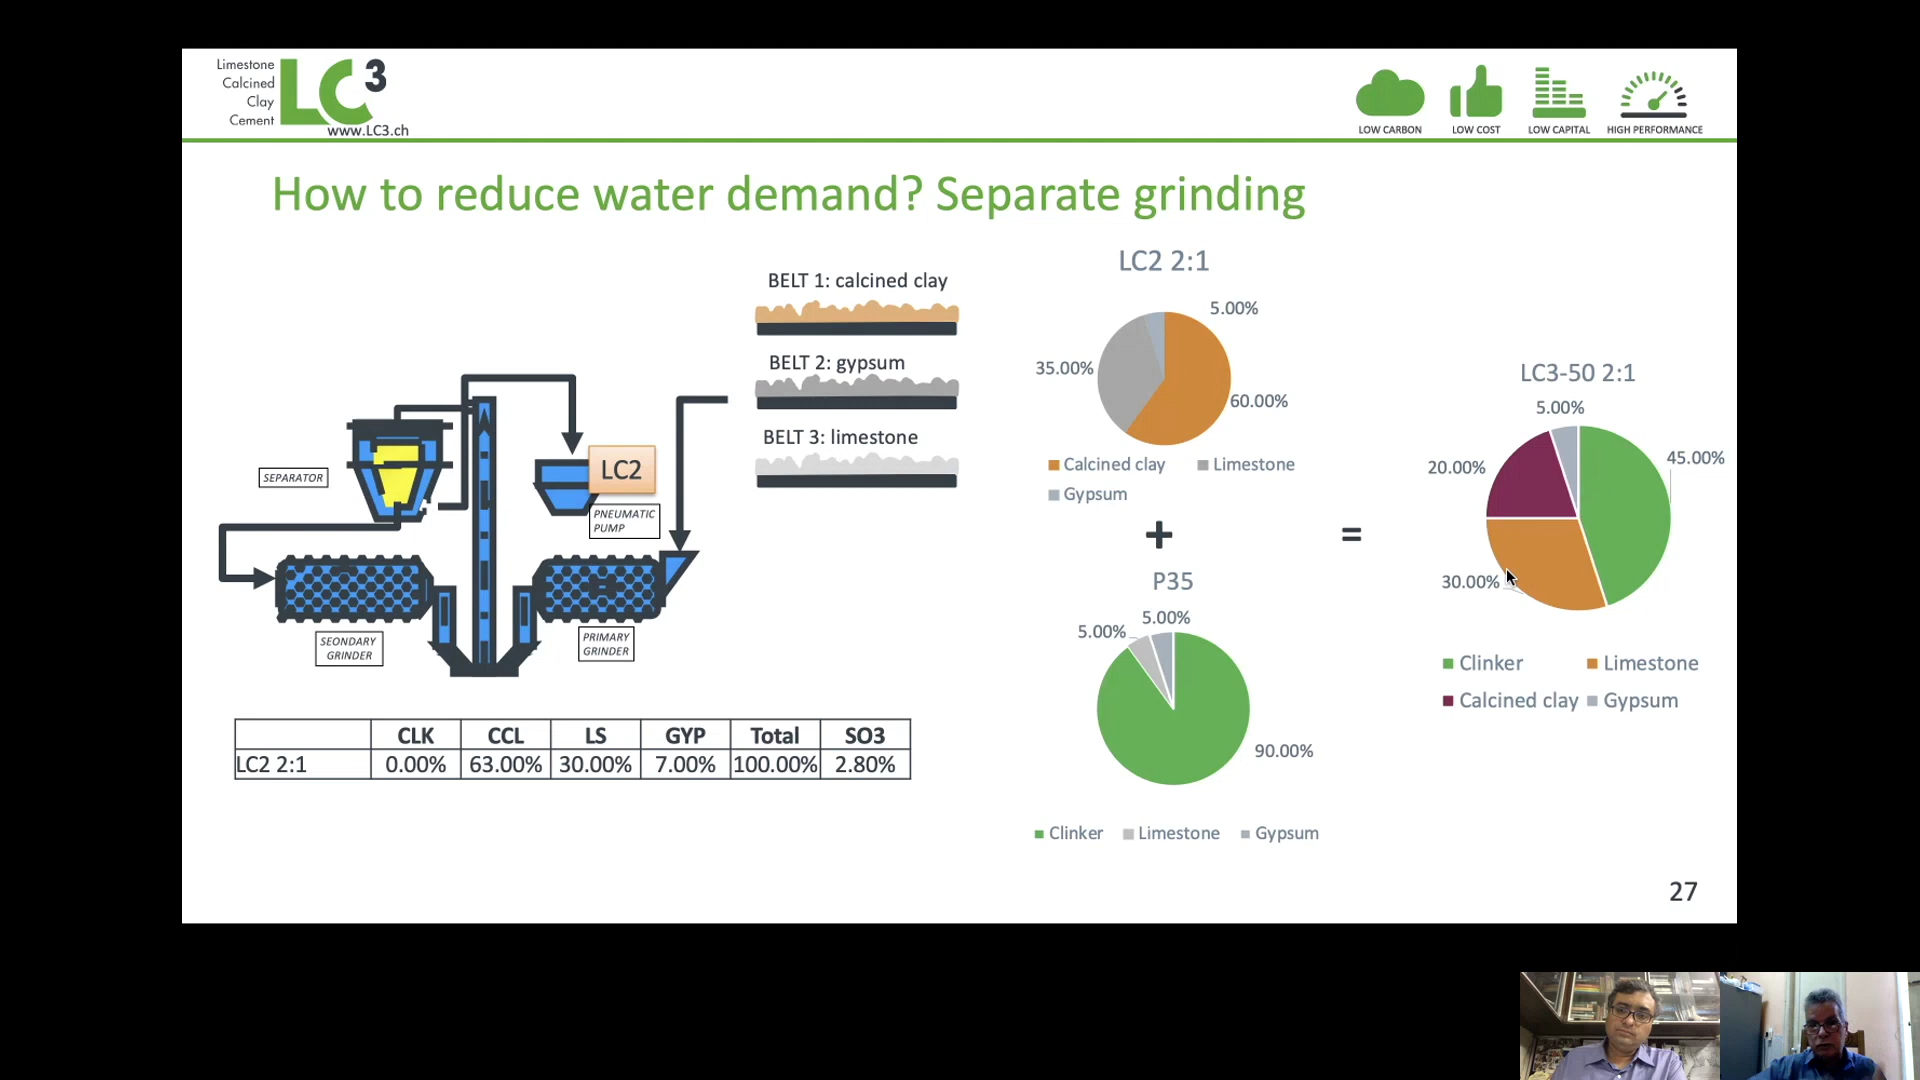 Limestone
Calcined
Clay
Cement
LC3
www.LC3.ch
LOW CARBON
LOW COST
LOW CAPITAL
HIGH PERFORMANCE
How to reduce water demand? Separate grinding
BELT 1: calcined clay
BELT 2: gypsum
BELT 3: limestone
SEPARATOR
LC2
PNEUMATIC
PUMP
SEONDARY
GRINDER
PRIMARY
GRINDER
CLK CCL LS GYP Total SO3
LC2 2:1 0.00% 63.00% 30.00% 7.00% 100.00% 2.80%
LC2 2:1
5.00%
35.00%
60.00%
Calcined clay Limestone
Gypsum
+
P35
5.00%
5.00%
90.00%
Clinker Limestone Gypsum
=
LC3-50 2:1
5.00%
45.00%
20.00%
30.00%
Clinker Limestone
Calcined clay Gypsum
27